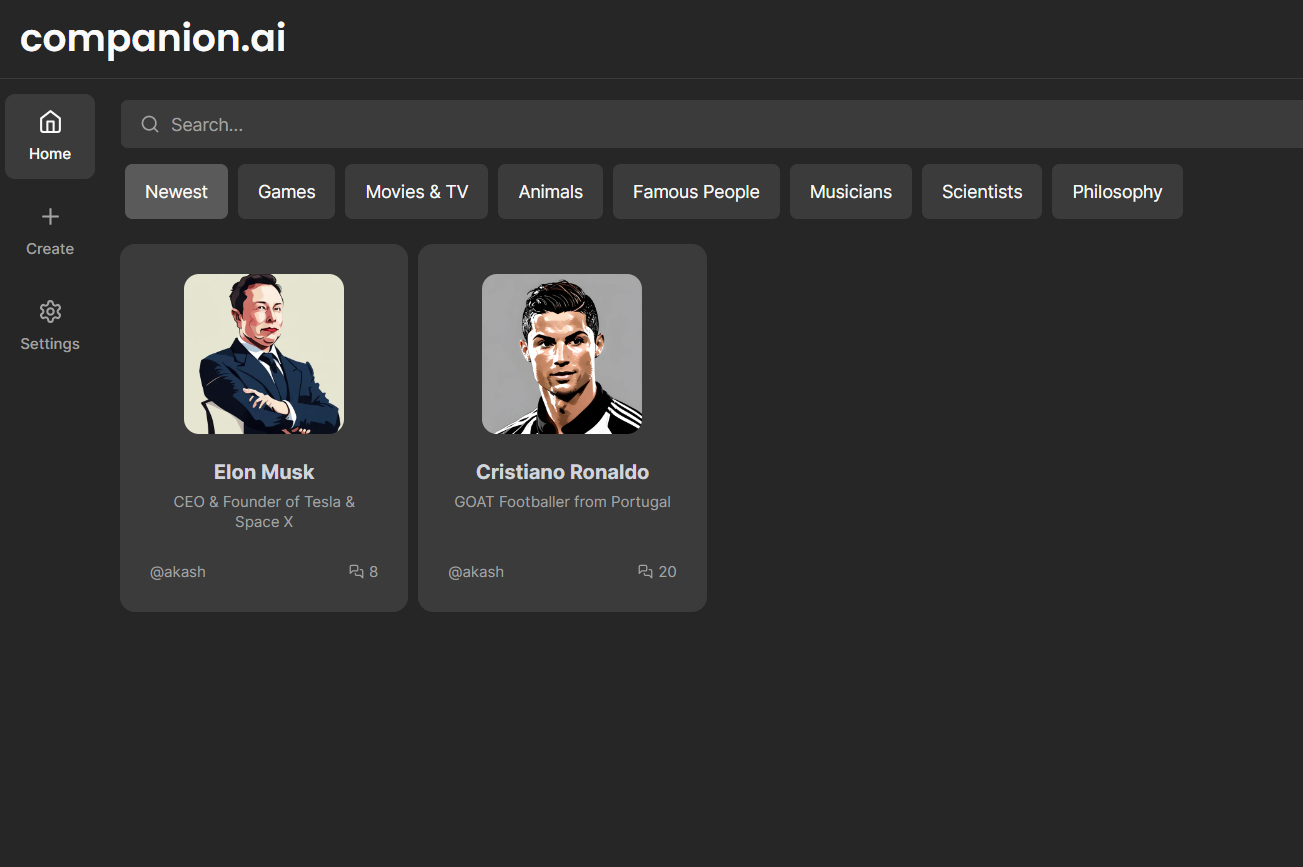 companion.ai
Home
Create
Settings
Search...
Newest
Games
Movies & TV
Animals
Famous People
Musicians
Scientists
Philosophy
Elon Musk
CEO & Founder of Tesla &
Space X
@akash
8
Cristiano Ronaldo
GOAT Footballer from Portugal
@akash
20